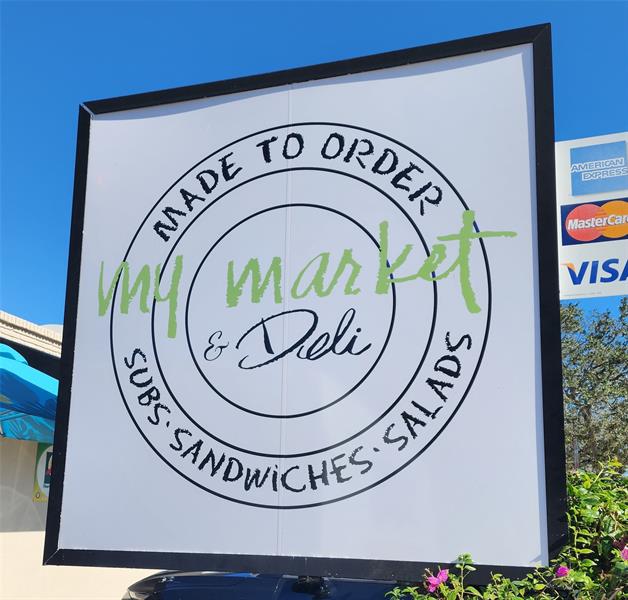 MADE TO ORDER
my market
& Deli
SUBS · SANDWiCHES · SALADS
AMERICAN
EXPRESS
MasterCard
VISA